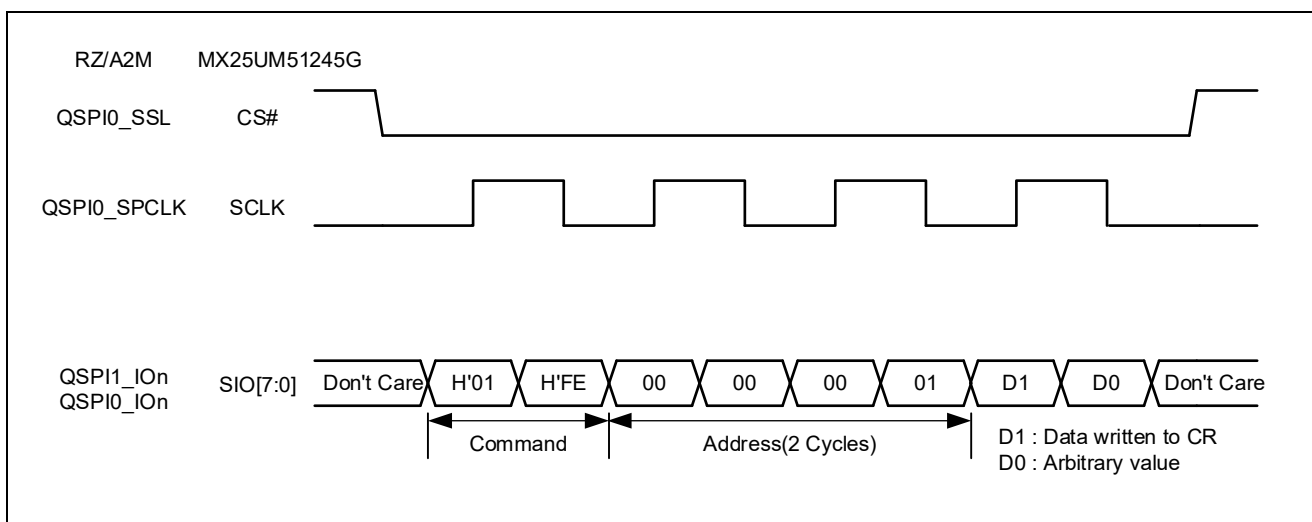 RZ/A2M MX25UM51245G
QSPI0_SSL CS#
QSPI0_SPCLK SCLK
QSPI1_IOn
QSPI0_IOn
SIO[7:0] Don't Care H'01 H'FE 00 00 00 01 D1 D0 Don't Care
Command Address(2 Cycles)
D1 : Data written to CR
D0 : Arbitrary value